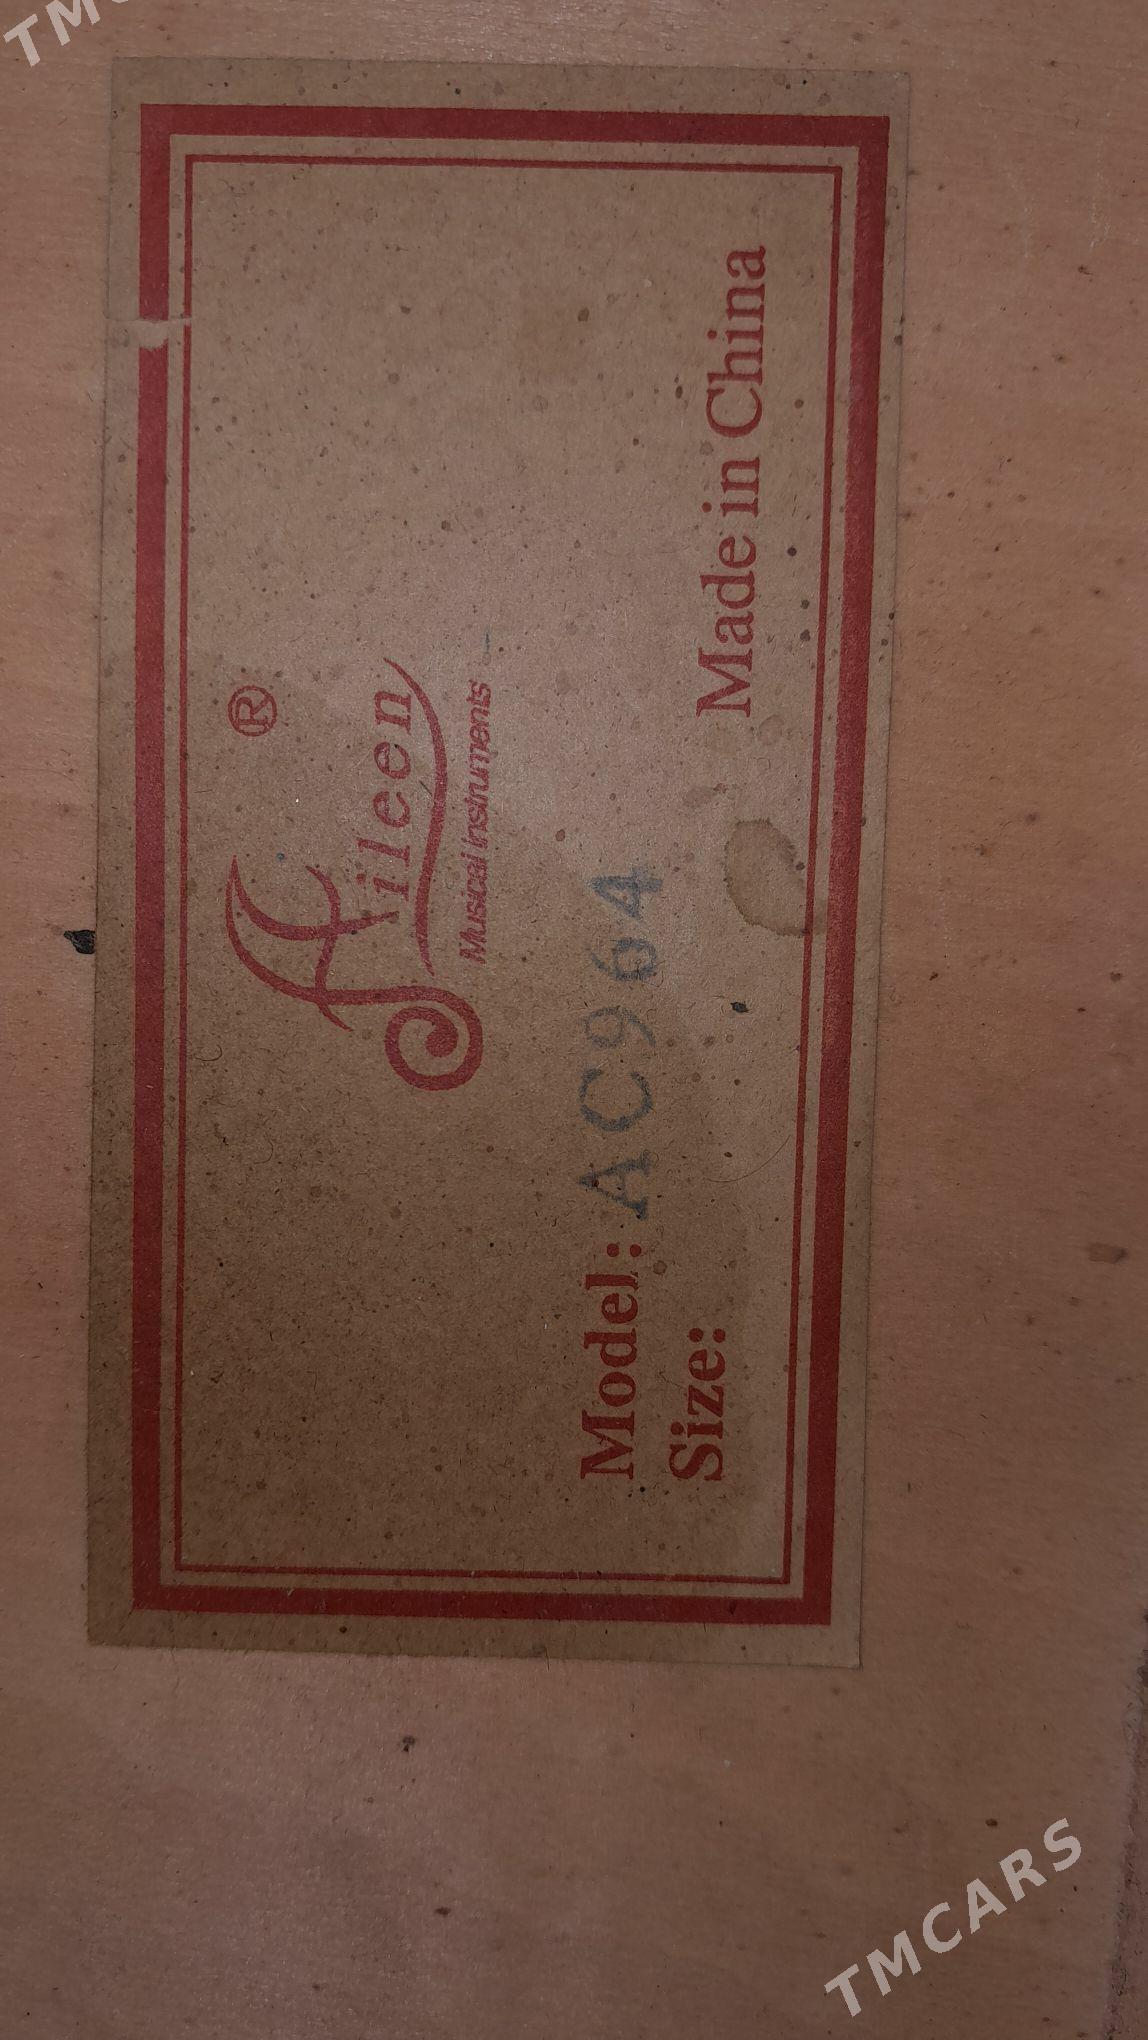 Aileen®
Musical Instruments
Model: AC964
Size:
Made in China
TMCARS